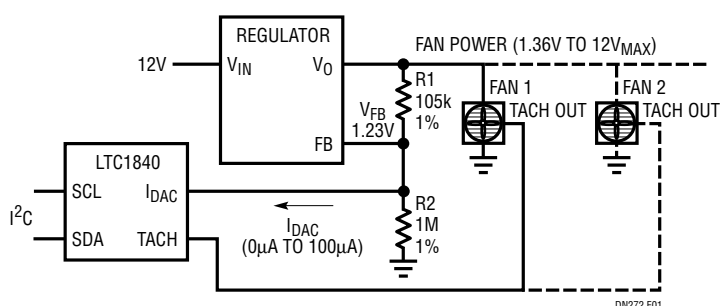 REGULATOR
FAN POWER (1.36V TO 12VMAX)
12V
VIN
VO
R1
105k
1%
FAN 1
TACH OUT
FAN 2
TACH OUT
VFB
1.23V
FB
LTC1840
I2C
SCL
SDA
IDAC
TACH
IDAC
(0µA TO 100µA)
R2
1M
1%
DN272 F01